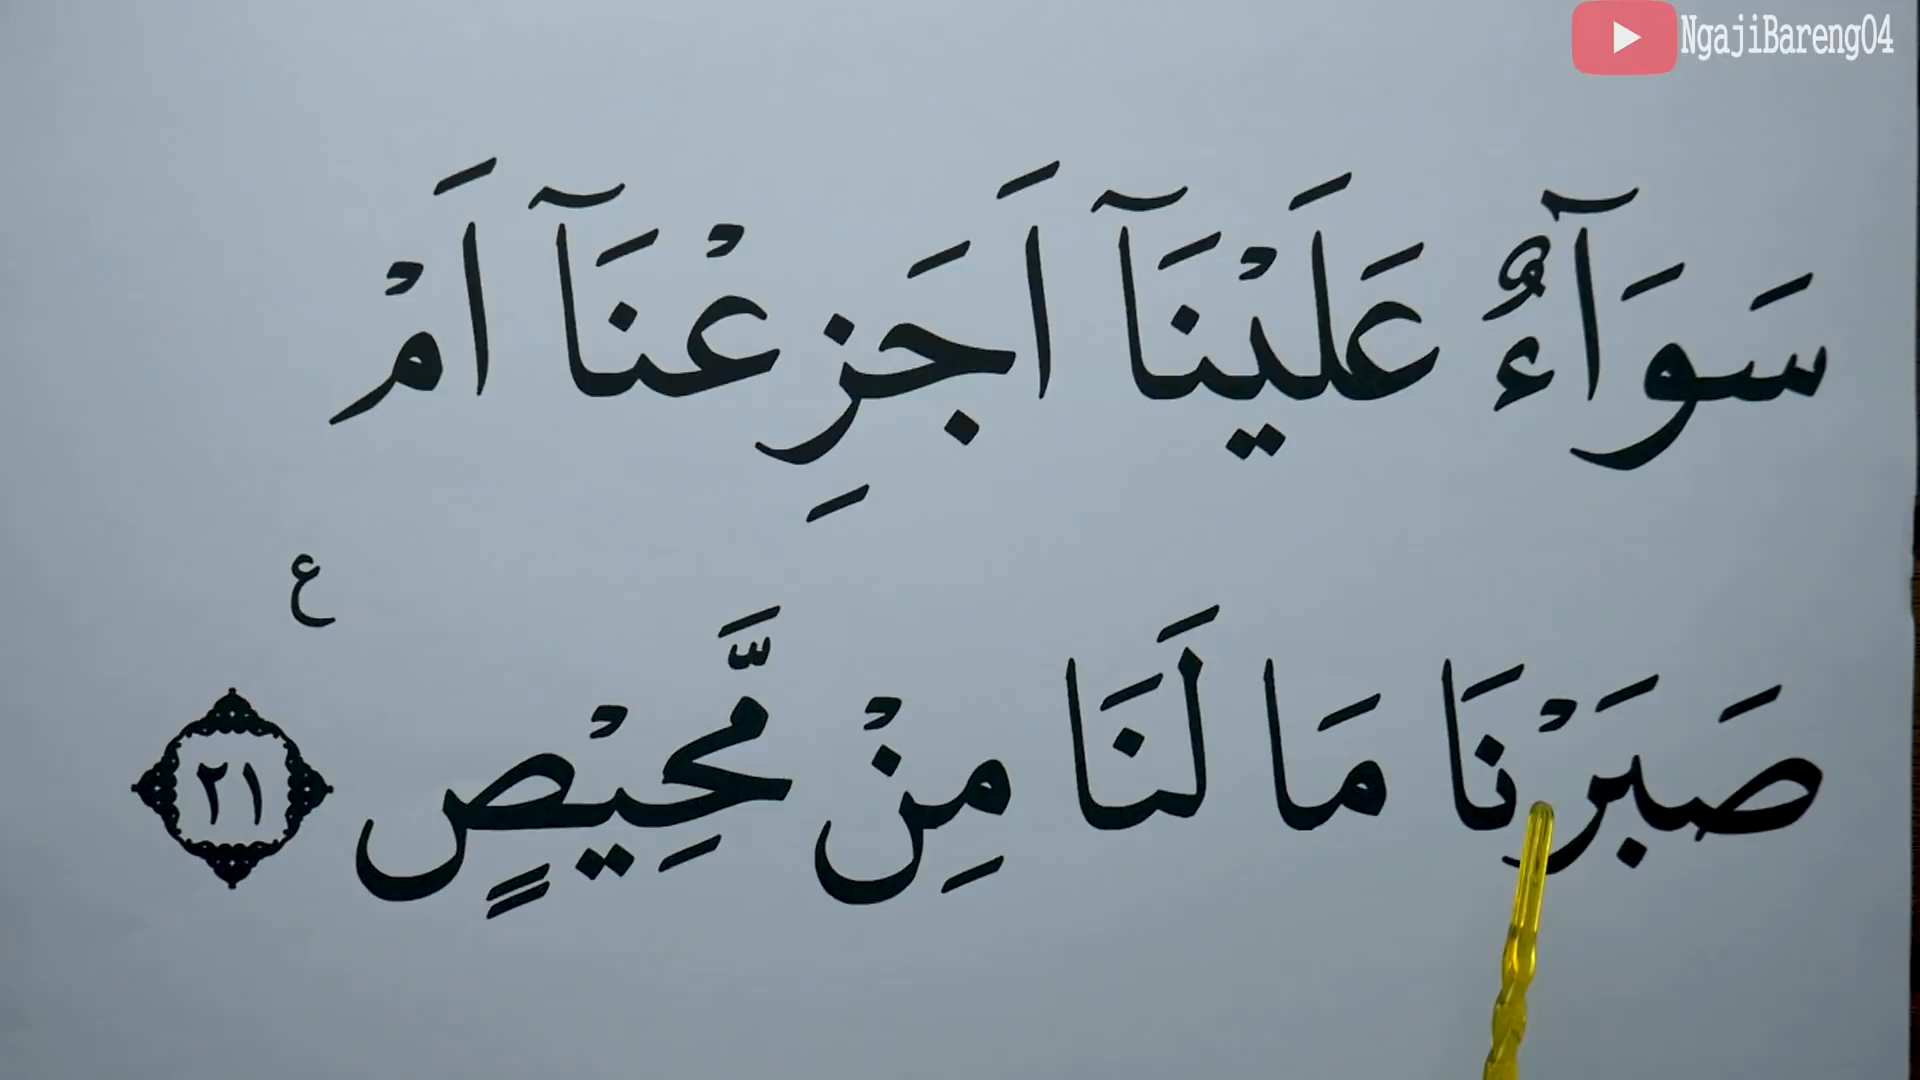 NgajiBareng04
سَوَآءٌ عَلَيْنَآ اَجَزِعْنَآ اَمْ
ع
صَبَرْنَا مَا لَنَا مِنْ مَّحِيْصٍ ٢١